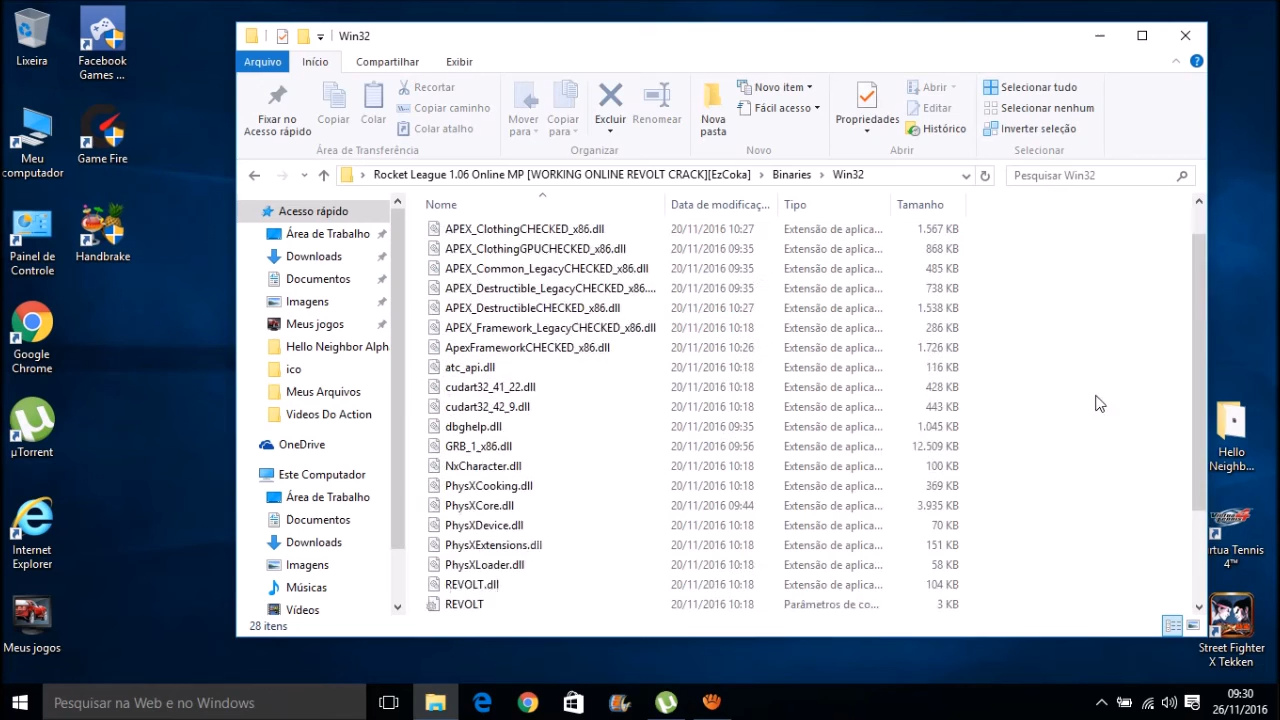 Lixeira
Facebook
Games ...
Meu
computador
Game Fire
Painel de
Controle
Handbrake
Google
Chrome
µTorrent
Internet
Explorer
Meus jogos
Win32
Arquivo
Início
Compartilhar
Exibir
Fixar no
Acesso rápido
Copiar
Colar
Recortar
Copiar caminho
Colar atalho
Área de Transferência
Mover
para
Copiar
para
Excluir
Renomear
Organizar
Nova
pasta
Novo item
Fácil acesso
Novo
Propriedades
Abrir
Editar
Histórico
Abrir
Selecionar tudo
Selecionar nenhum
Inverter seleção
Selecionar
Rocket League 1.06 Online MP [WORKING ONLINE REVOLT CRACK][EzCoka] > Binaries > Win32
Pesquisar Win32
Acesso rápido
Área de Trabalho
Downloads
Documentos
Imagens
Meus jogos
Hello Neighbor Alph
ico
Meus Arquivos
Videos Do Action
OneDrive
Este Computador
Área de Trabalho
Documentos
Downloads
Imagens
Músicas
Vídeos
Nome Data de modificaç... Tipo Tamanho
APEX_ClothingCHECKED_x86.dll 20/11/2016 10:27 Extensão de aplica... 1.567 KB
APEX_ClothingGPUCHECKED_x86.dll 20/11/2016 09:35 Extensão de aplica... 868 KB
APEX_Common_LegacyCHECKED_x86.dll 20/11/2016 09:35 Extensão de aplica... 485 KB
APEX_Destructible_LegacyCHECKED_x86.... 20/11/2016 09:35 Extensão de aplica... 738 KB
APEX_DestructibleCHECKED_x86.dll 20/11/2016 10:27 Extensão de aplica... 1.538 KB
APEX_Framework_LegacyCHECKED_x86.dll 20/11/2016 10:18 Extensão de aplica... 286 KB
ApexFrameworkCHECKED_x86.dll 20/11/2016 10:26 Extensão de aplica... 1.726 KB
atc_api.dll 20/11/2016 10:18 Extensão de aplica... 116 KB
cudart32_41_22.dll 20/11/2016 10:18 Extensão de aplica... 428 KB
cudart32_42_9.dll 20/11/2016 10:18 Extensão de aplica... 443 KB
dbghelp.dll 20/11/2016 09:35 Extensão de aplica... 1.045 KB
GRB_1_x86.dll 20/11/2016 09:56 Extensão de aplica... 12.509 KB
NxCharacter.dll 20/11/2016 10:18 Extensão de aplica... 100 KB
PhysXCooking.dll 20/11/2016 10:18 Extensão de aplica... 369 KB
PhysXCore.dll 20/11/2016 09:44 Extensão de aplica... 3.935 KB
PhysXDevice.dll 20/11/2016 10:18 Extensão de aplica... 70 KB
PhysXExtensions.dll 20/11/2016 10:18 Extensão de aplica... 151 KB
PhysXLoader.dll 20/11/2016 10:18 Extensão de aplica... 58 KB
REVOLT.dll 20/11/2016 10:18 Extensão de aplica... 104 KB
REVOLT 20/11/2016 10:18 Parâmetros de co... 3 KB
28 itens
Hello
Neighb...
rtua Tennis
4™
Street Fighter
X Tekken
Pesquisar na Web e no Windows
09:30
26/11/2016